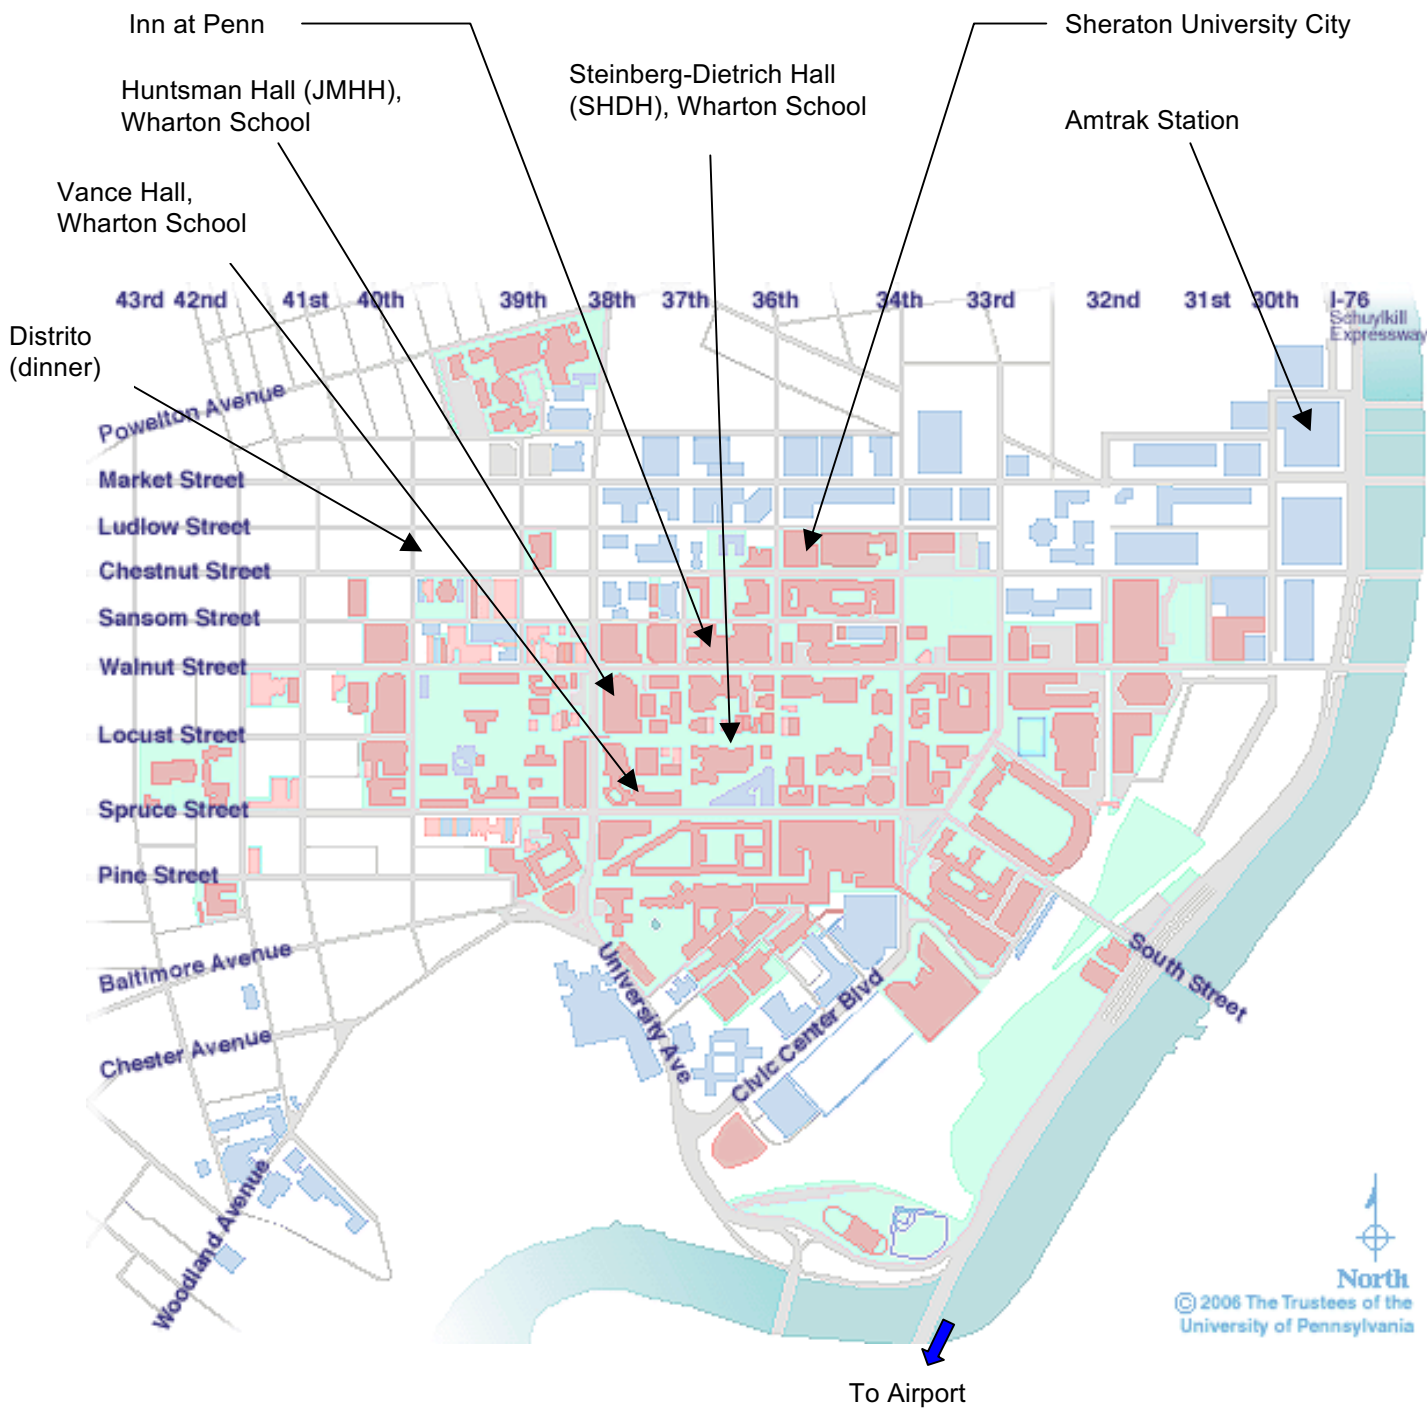 Inn at Penn
Sheraton University City
Huntsman Hall (JMHH),
Wharton School
Steinberg-Dietrich Hall
(SHDH), Wharton School
Amtrak Station
Vance Hall,
Wharton School
Distrito
(dinner)
43rd 42nd 41st 40th 39th 38th 37th 36th 34th 33rd 32nd 31st 30th I-76
Schuylkill
Expressway
Powelton Avenue
Market Street
Ludlow Street
Chestnut Street
Sansom Street
Walnut Street
Locust Street
Spruce Street
Pine Street
Baltimore Avenue
Chester Avenue
Woodland Avenue
University Ave
Civic Center Blvd
South Street
North
© 2006 The Trustees of the
University of Pennsylvania
To Airport